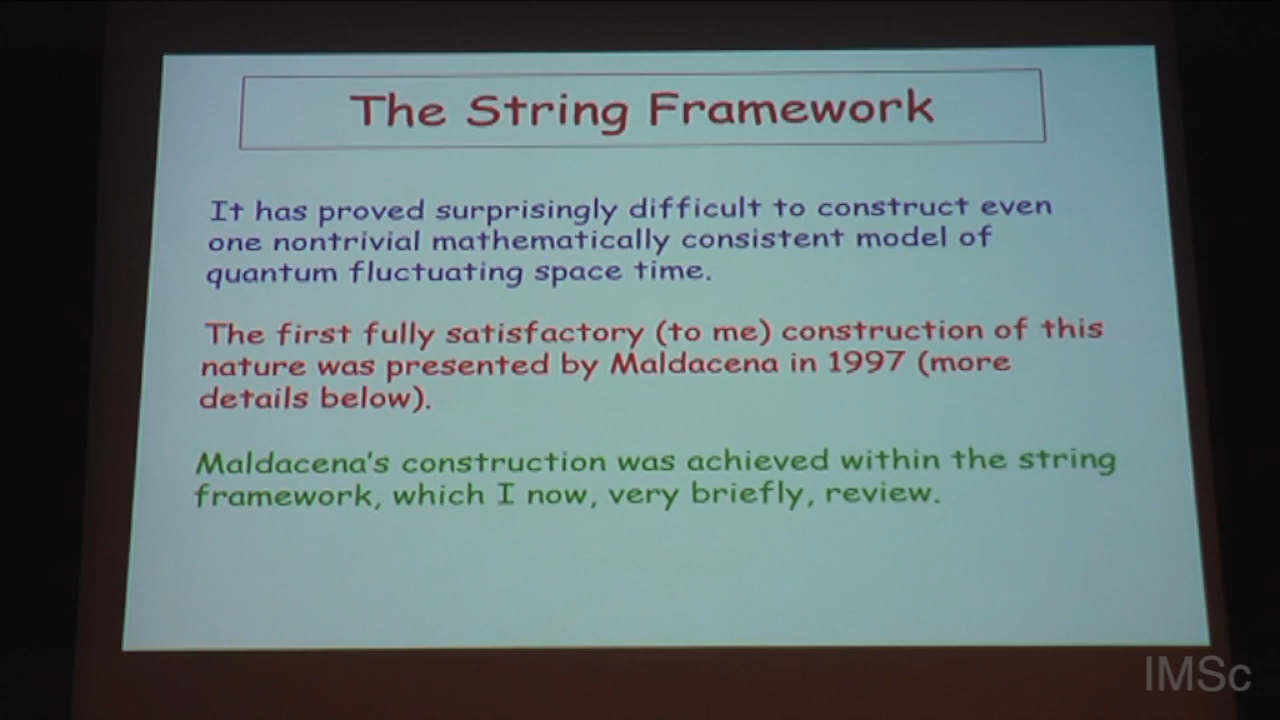 The String Framework
It has proved surprisingly difficult to construct even
one nontrivial mathematically consistent model of
quantum fluctuating space time.
The first fully satisfactory (to me) construction of this
nature was presented by Maldacena in 1997 (more
details below).
Maldacena's construction was achieved within the string
framework, which I now, very briefly, review.
IMSc